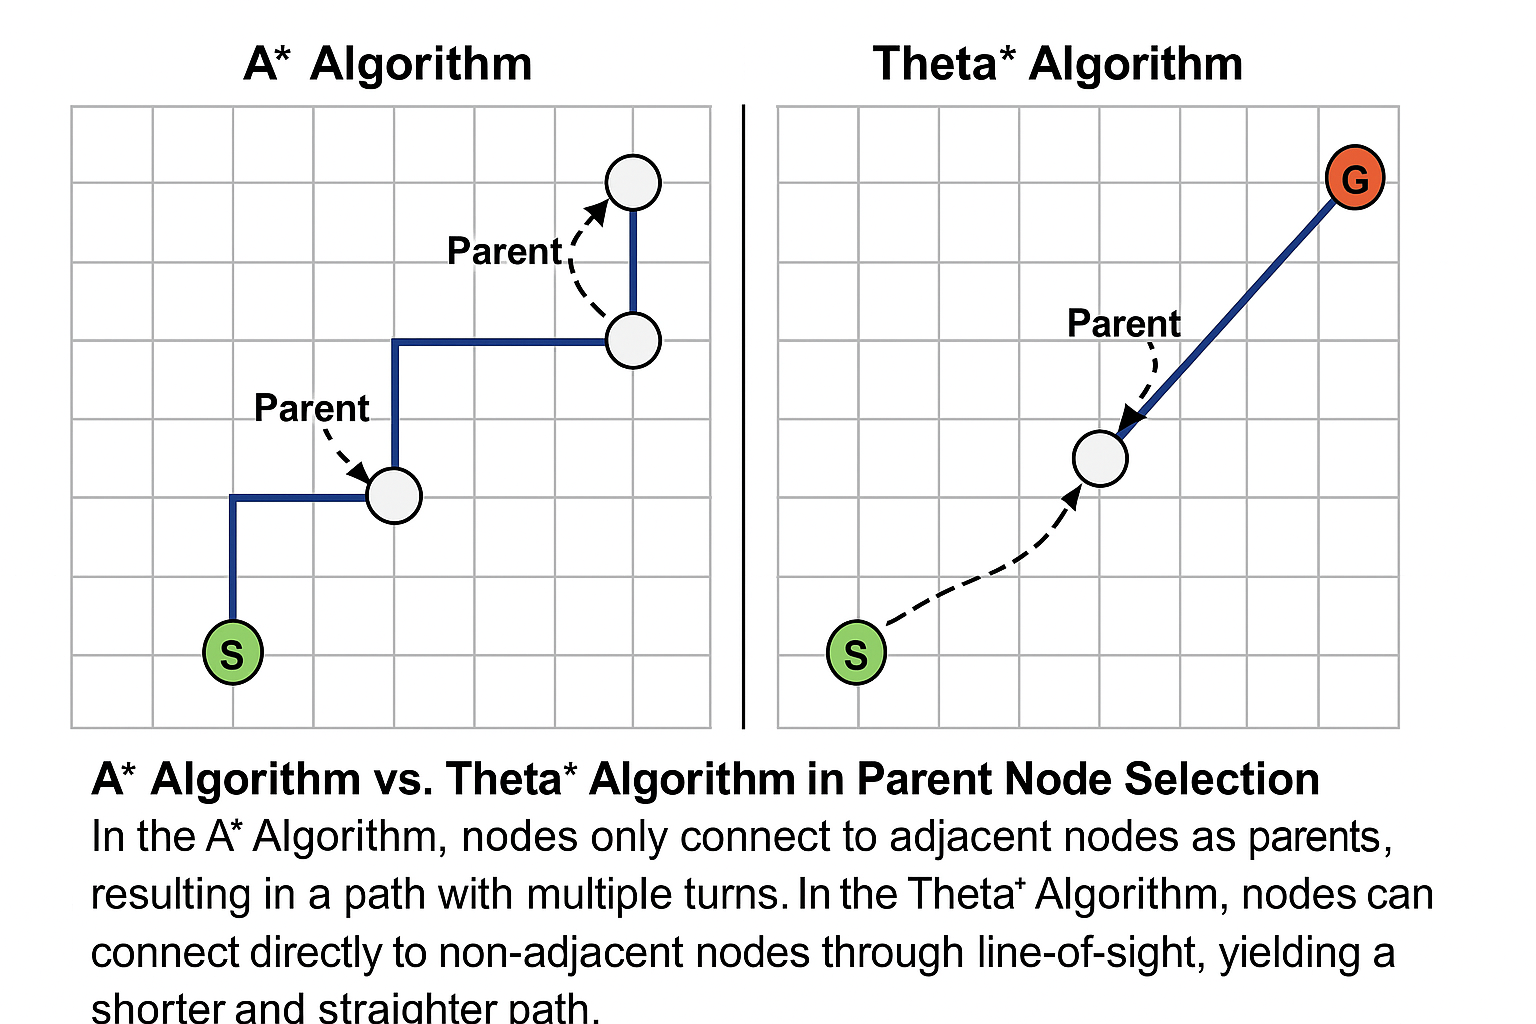 A* Algorithm
Theta* Algorithm
G
Parent
Parent
Parent
S
S
A* Algorithm vs. Theta* Algorithm in Parent Node Selection
In the A* Algorithm, nodes only connect to adjacent nodes as parents,
resulting in a path with multiple turns. In the Theta⁺ Algorithm, nodes can
connect directly to non-adjacent nodes through line-of-sight, yielding a
shorter and straighter path.